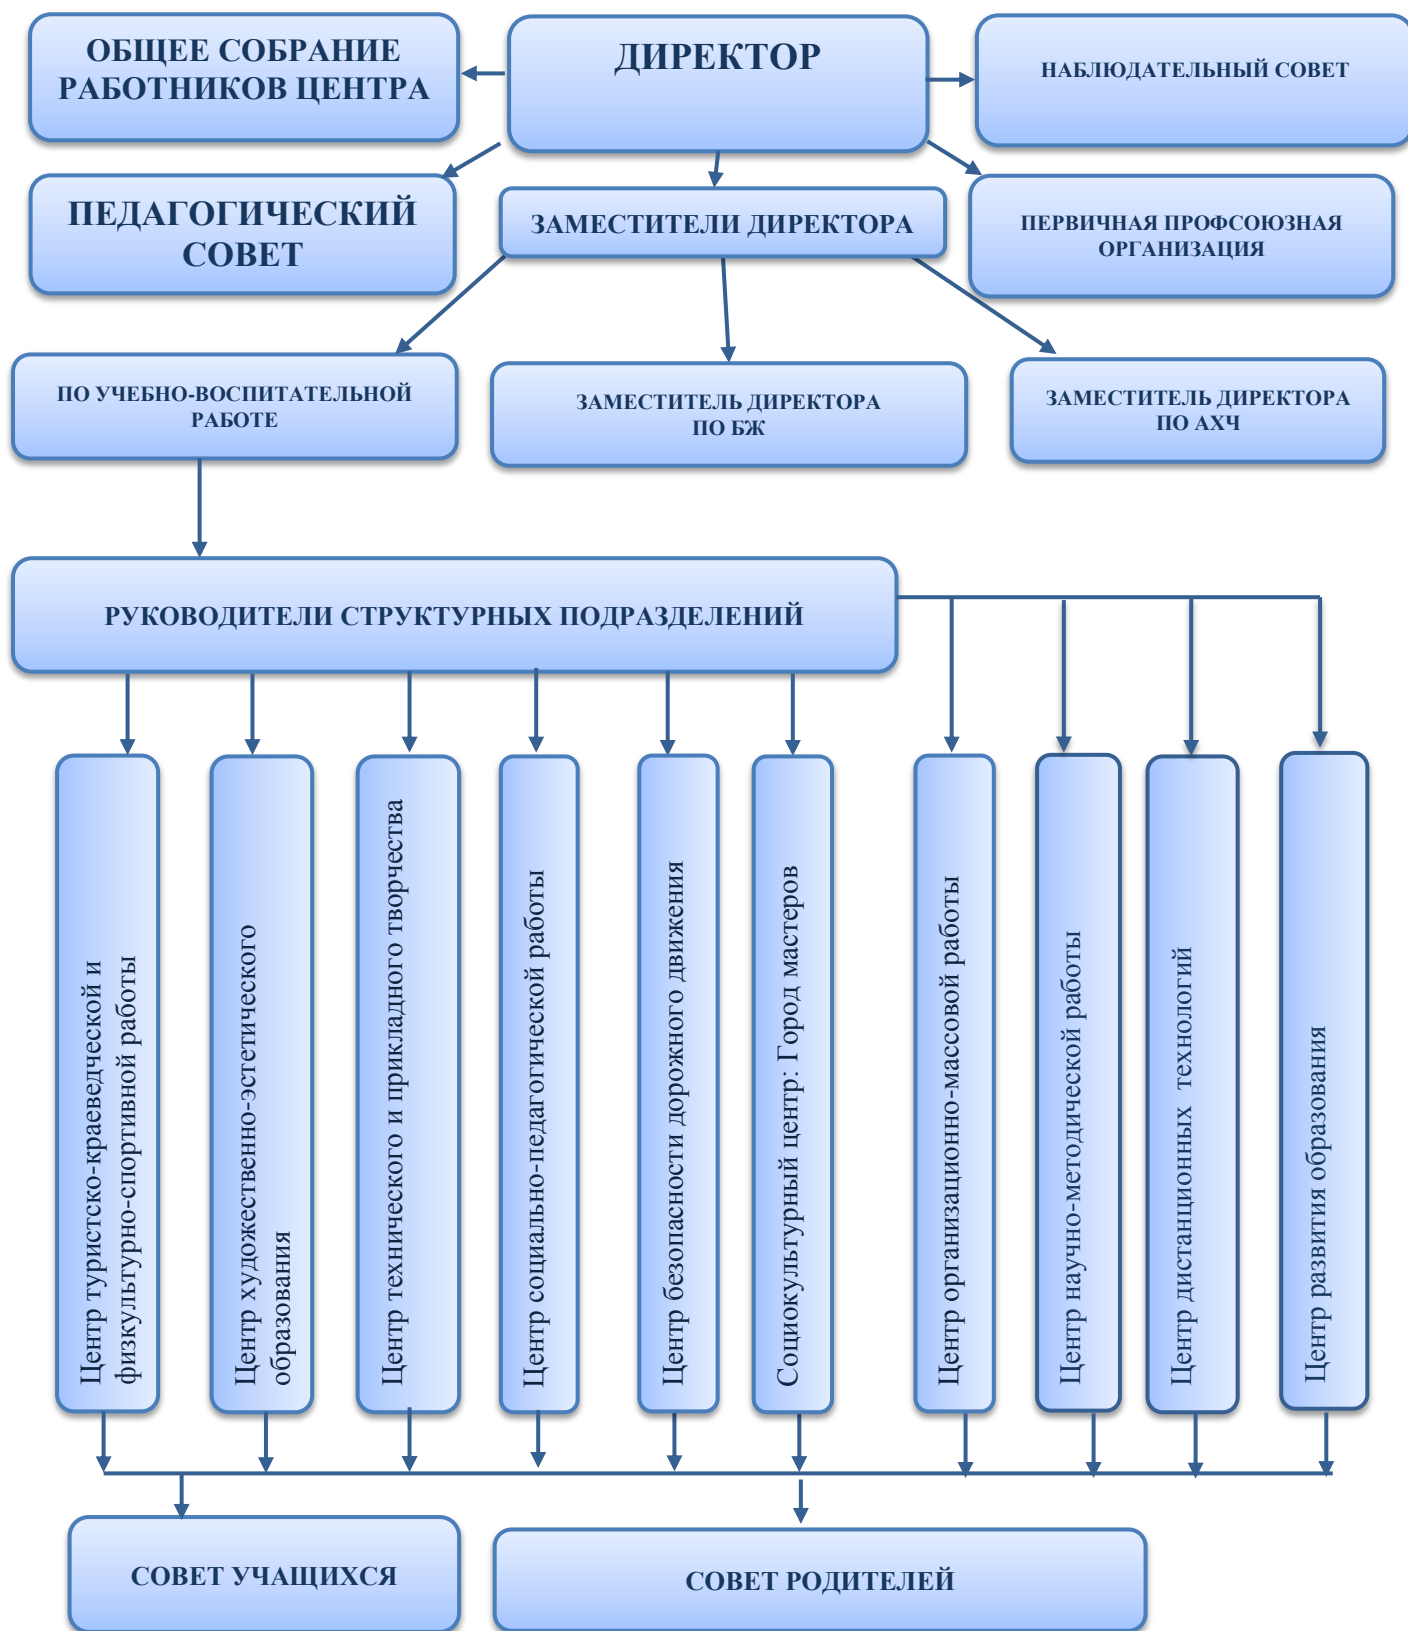 ОБЩЕЕ СОБРАНИЕ
РАБОТНИКОВ ЦЕНТРА
ДИРЕКТОР
НАБЛЮДАТЕЛЬНЫЙ СОВЕТ
ПЕДАГОГИЧЕСКИЙ
СОВЕТ
ЗАМЕСТИТЕЛИ ДИРЕКТОРА
ПЕРВИЧНАЯ ПРОФСОЮЗНАЯ
ОРГАНИЗАЦИЯ
ПО УЧЕБНО-ВОСПИТАТЕЛЬНОЙ
РАБОТЕ
ЗАМЕСТИТЕЛЬ ДИРЕКТОРА
ПО БЖ
ЗАМЕСТИТЕЛЬ ДИРЕКТОРА
ПО АХЧ
РУКОВОДИТЕЛИ СТРУКТУРНЫХ ПОДРАЗДЕЛЕНИЙ
Центр туристско-краеведческой и
физкультурно-спортивной работы
Центр художественно-эстетического
образования
Центр технического и прикладного творчества
Центр социально-педагогической работы
Центр безопасности дорожного движения
Социокультурный центр: Город мастеров
Центр организационно-массовой работы
Центр научно-методической работы
Центр дистанционных технологий
Центр развития образования
СОВЕТ УЧАЩИХСЯ
СОВЕТ РОДИТЕЛЕЙ